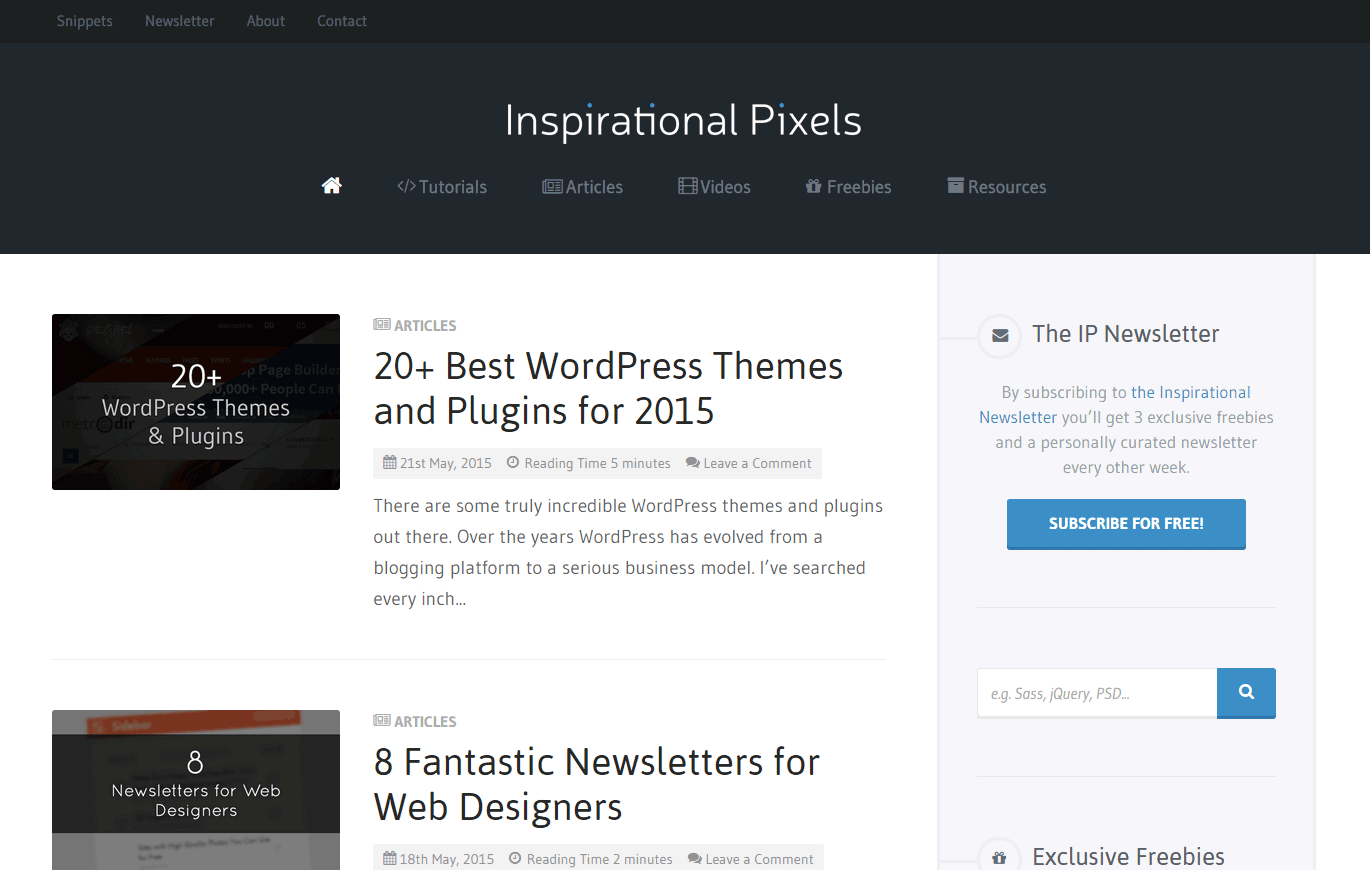 Snippets Newsletter About Contact
Inspirational Pixels
Tutorials Articles Videos Freebies Resources
20+
WordPress Themes
& Plugins
ARTICLES
20+ Best WordPress Themes
and Plugins for 2015
21st May, 2015 Reading Time 5 minutes Leave a Comment
There are some truly incredible WordPress themes and plugins
out there. Over the years WordPress has evolved from a
blogging platform to a serious business model. I’ve searched
every inch...
8
Newsletters for Web
Designers
ARTICLES
8 Fantastic Newsletters for
Web Designers
18th May, 2015 Reading Time 2 minutes Leave a Comment
The IP Newsletter
By subscribing to the Inspirational
Newsletter you’ll get 3 exclusive freebies
and a personally curated newsletter
every other week.
SUBSCRIBE FOR FREE!
e.g. Sass, jQuery, PSD...
Exclusive Freebies